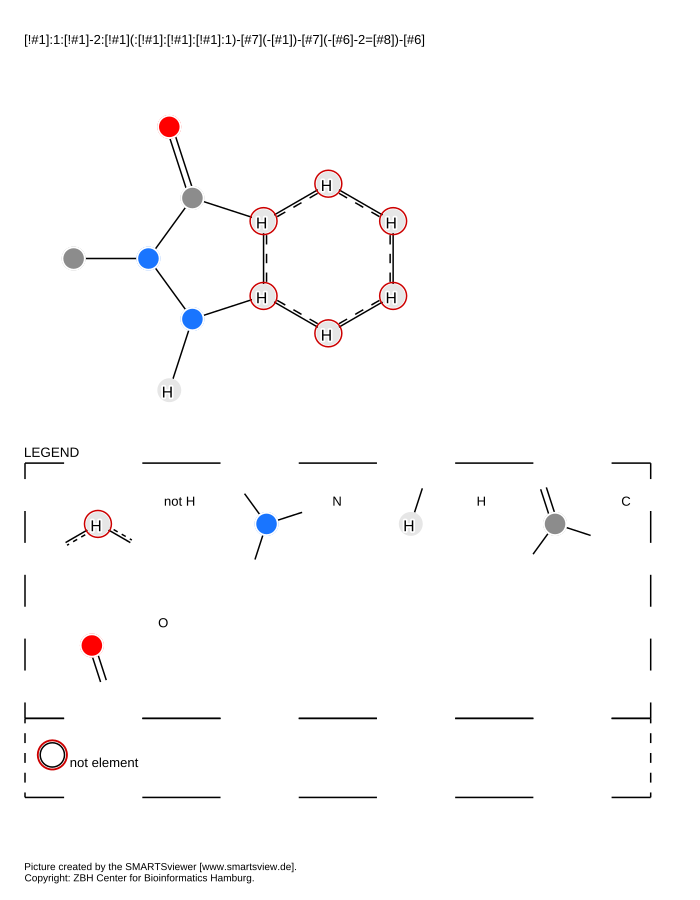 [!#1]:1:[!#1]-2:[!#1](:[!#1]:[!#1]:[!#1]:1)-[#7](-[#1])-[#7](-[#6]-2=[#8])-[#6]
H
H H
H H
H
H
LEGEND
H not H N H H C
O
not element
Picture created by the SMARTSviewer [www.smartsview.de].
Copyright: ZBH Center for Bioinformatics Hamburg.